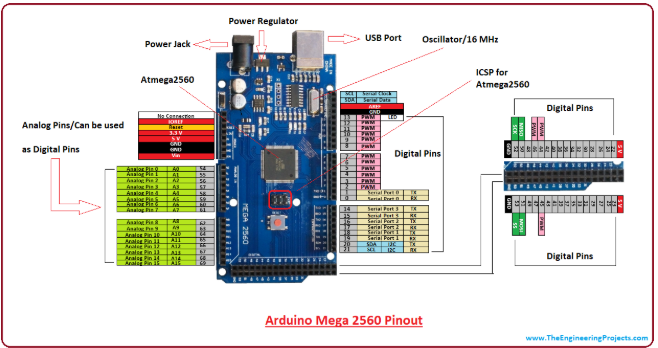 Power Regulator
Power Jack
USB Port
Oscillator/16 MHz
Atmega2560
ICSP for
Atmega2560
Analog Pins/Can be used
as Digital Pins
No Connection
IOREF
Reset
3.3 V
5 V
GND
GND
Vin
Analog Pin 0 A0 54
Analog Pin 1 A1 55
Analog Pin 2 A2 56
Analog Pin 3 A3 57
Analog Pin 4 A4 58
Analog Pin 5 A5 59
Analog Pin 6 A6 60
Analog Pin 7 A7 61
Analog Pin 8 A8 62
Analog Pin 9 A9 63
Analog Pin 10 A10 64
Analog Pin 11 A11 65
Analog Pin 12 A12 66
Analog Pin 13 A13 67
Analog Pin 14 A14 68
Analog Pin 15 A15 69
MEGA 2560
SCL Serial Clock
SDA Serial Data
AREF
GND
13 PWM LED
12 PWM
11 PWM
10 PWM
9 PWM
8 PWM
PWM
PWM
PWM
PWM
PWM
PWM
Serial Port 0 TX
0 Serial Port 0 RX
14 Serial Port 3 TX
15 Serial Port 3 RX
16 Serial Port 2 TX
17 Serial Port 2 RX
18 Serial Port 1 TX
19 Serial Port 1 RX
20 SDA I2C TX
21 SCL I2C RX
Digital Pins
Digital Pins
SCK
MOSI
PWM
PWM
GND
5 V
GND
5 V
SS
MISO
PWM
Digital Pins
Arduino Mega 2560 Pinout
www.TheEngineeringProjects.com